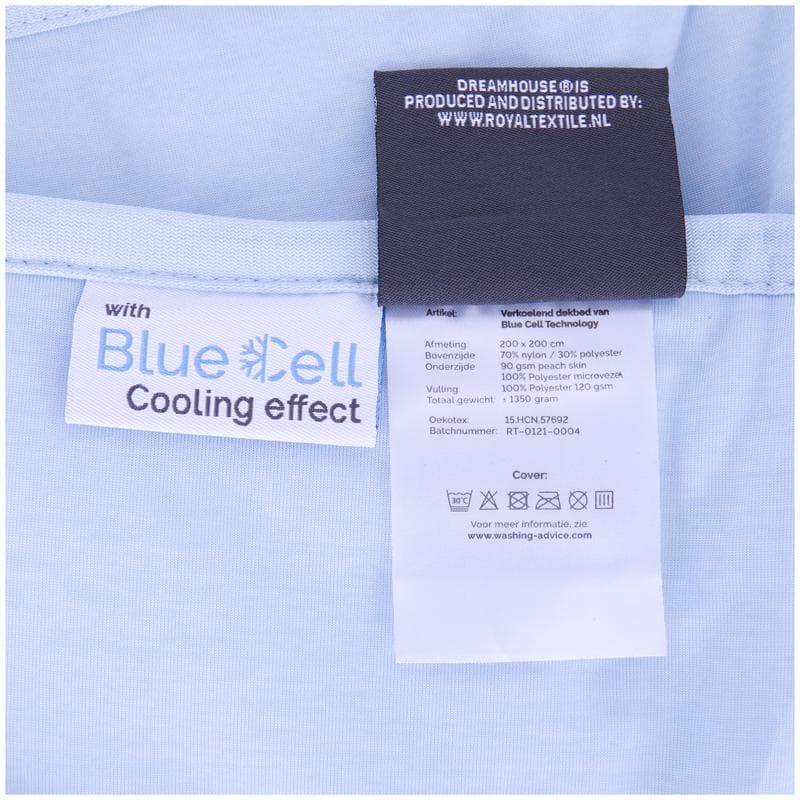 DREAMHOUSE® IS
PRODUCED AND DISTRIBUTED BY:
WWW.ROYALTEXTILE.NL
with
Blue Cell
Cooling effect
Artikel: Verkoelend dekbed van
Blue Cell Technology
Afmeting: 200 x 200 cm
Bovenzijde 70% nylon / 30% polyester
Onderzijde: 90 gsm peach skin
100% Polyester microvezel
Vulling: 100% Polyester 120 gsm
Totaal gewicht: ± 1350 gram
Oekotex: 15.HCN.57692
Batchnummer: RT-0121-0004
Cover:
30°C
Voor meer informatie, zie:
www.washing-advice.com